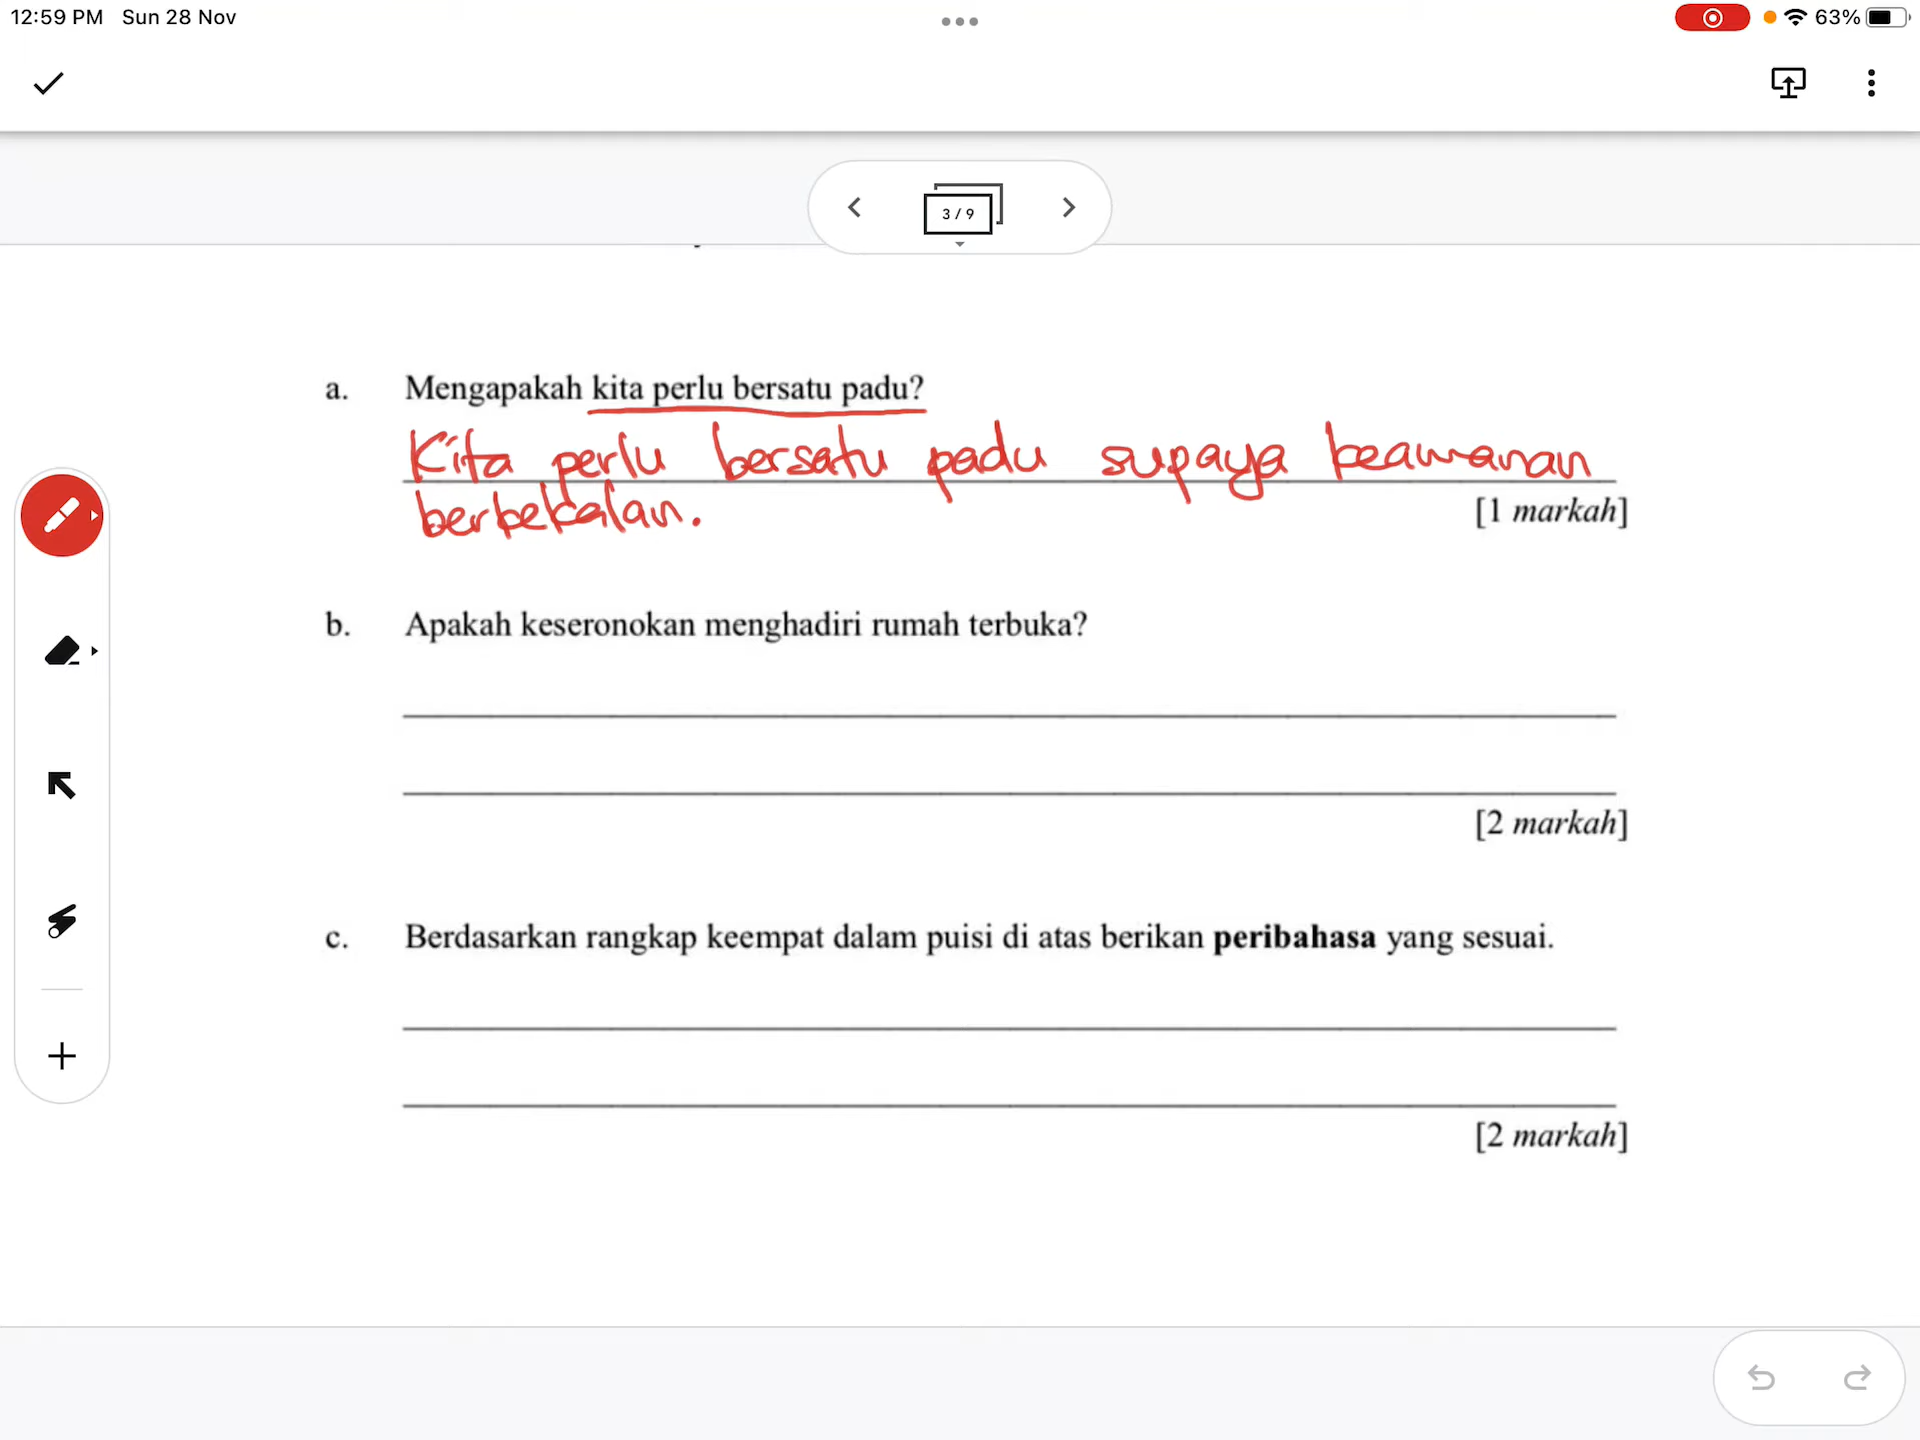 12:59 PM Sun 28 Nov
63%
3 / 9
a. Mengapakah kita perlu bersatu padu?
Kita perlu bersatu padu supaya keamanan
berbekalan.
[1 markah]
b. Apakah keseronokan menghadiri rumah terbuka?
[2 markah]
c. Berdasarkan rangkap keempat dalam puisi di atas berikan peribahasa yang sesuai.
[2 markah]